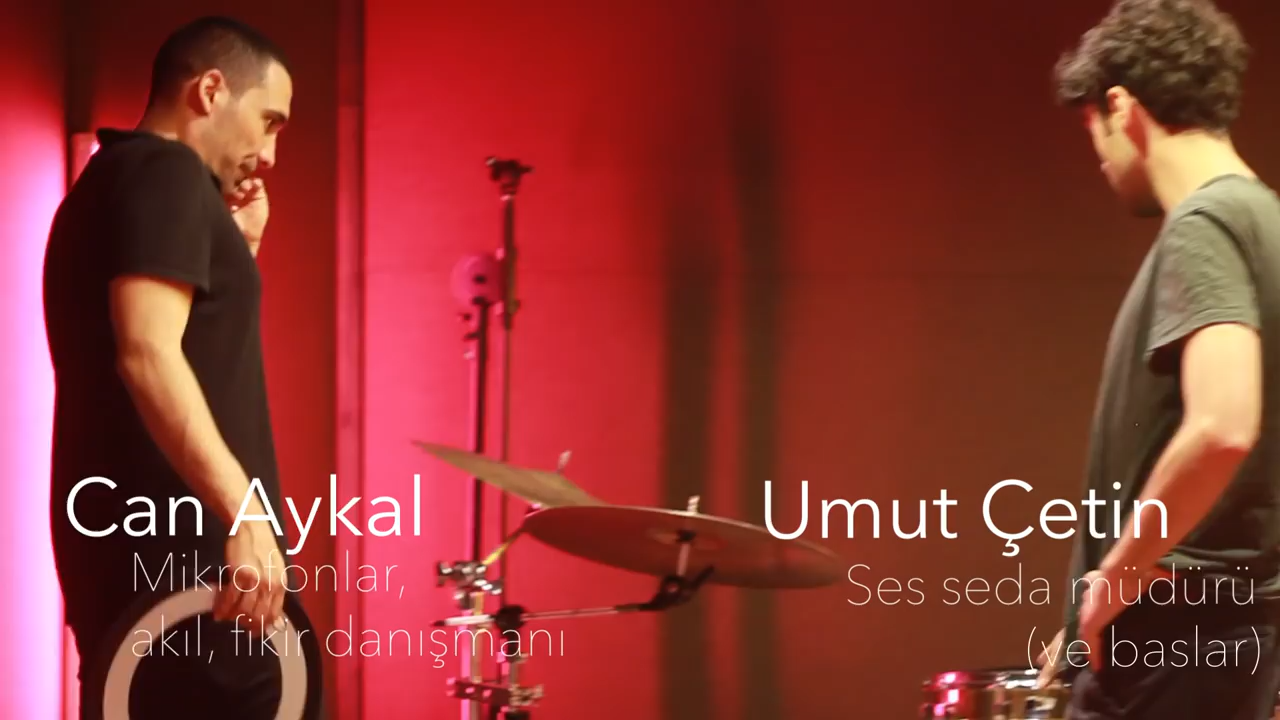 Can Aykal
Mikrofonlar,
akıl, fikir danışmanı
Umut Çetin
Ses seda müdürü
(ve baslar)